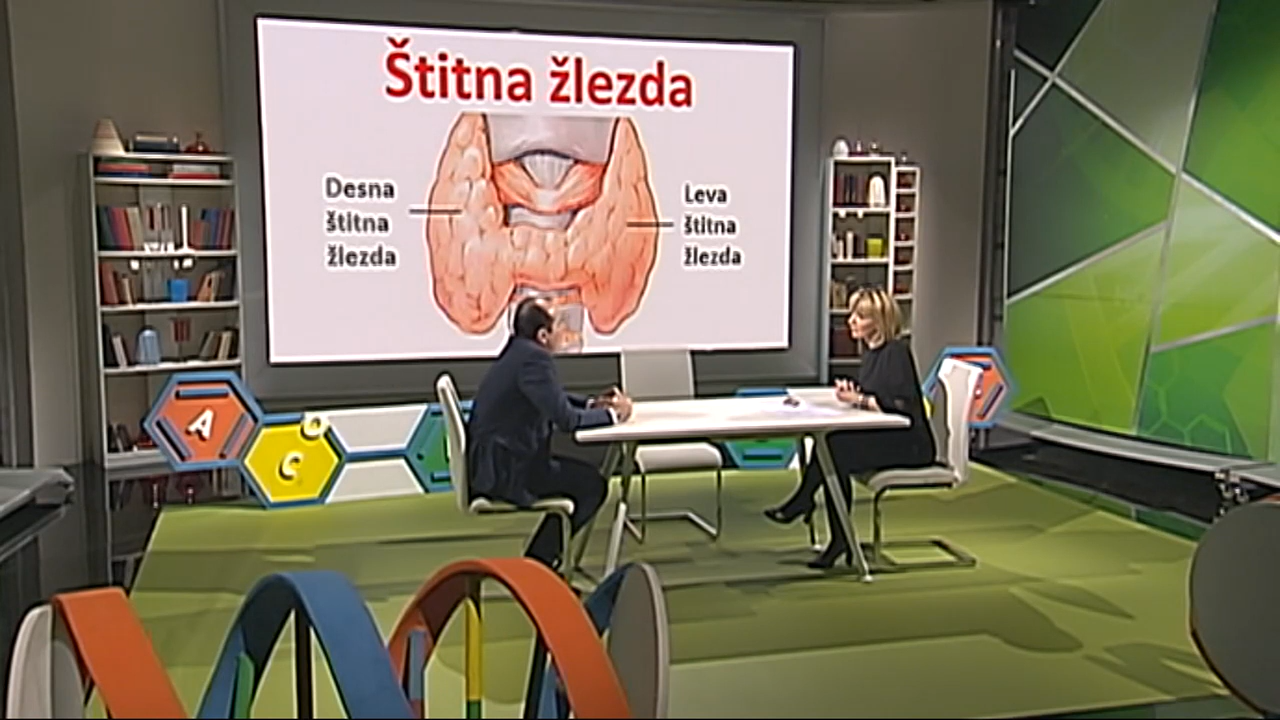 Štitna žlezda
Desna
štitna
žlezda
Leva
štitna
žlezda
A
C